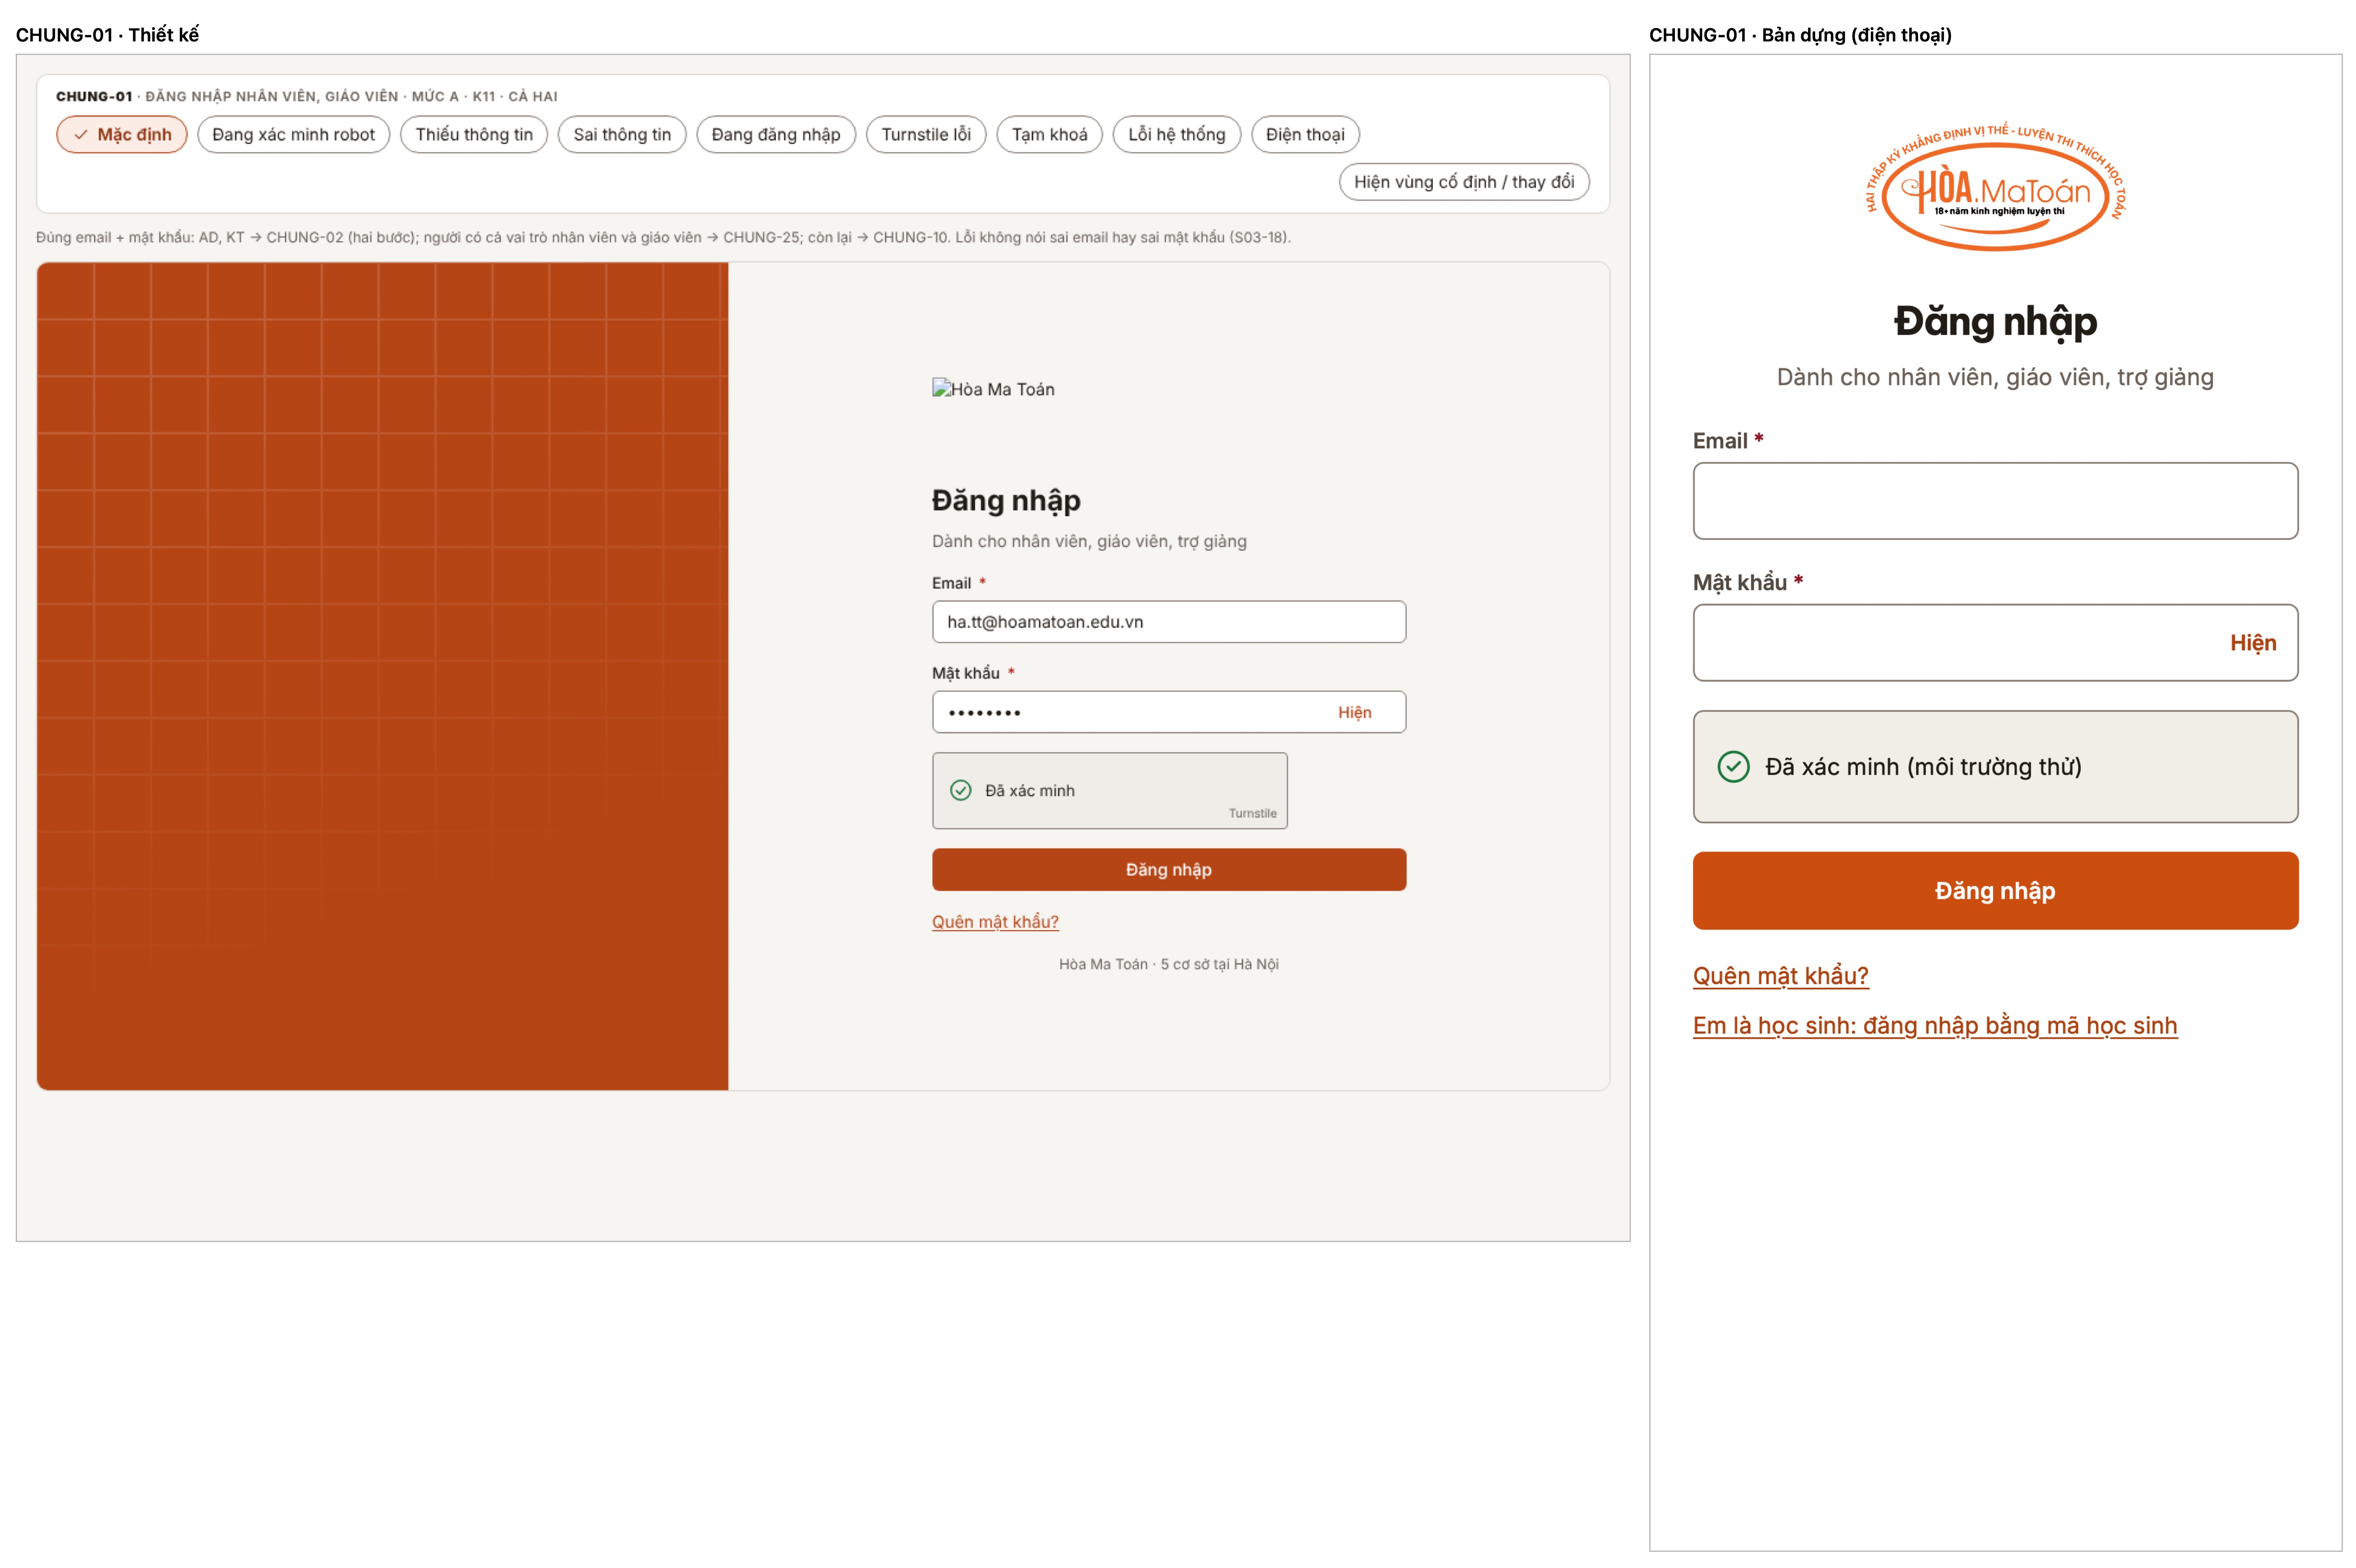 CHUNG-01 · Thiết kế
CHUNG-01 · ĐĂNG NHẬP NHÂN VIÊN, GIÁO VIÊN · MỨC A · K11 · CẢ HAI
Mặc định
Đang xác minh robot
Thiếu thông tin
Sai thông tin
Đang đăng nhập
Turnstile lỗi
Tạm khoá
Lỗi hệ thống
Điện thoại
Hiện vùng cố định / thay đổi
Đúng email + mật khẩu: AD, KT → CHUNG-02 (hai bước); người có cả vai trò nhân viên và giáo viên → CHUNG-25; còn lại → CHUNG-10. Lỗi không nói sai email hay sai mật khẩu (S03-18).
Hòa Ma Toán
Đăng nhập
Dành cho nhân viên, giáo viên, trợ giảng
Email *
ha.tt@hoamatoan.edu.vn
Mật khẩu *
•••••••• Hiện
Đã xác minh
Turnstile
Đăng nhập
Quên mật khẩu?
Hòa Ma Toán · 5 cơ sở tại Hà Nội
CHUNG-01 · Bản dựng (điện thoại)
HAI THẬP KỶ KHẲNG ĐỊNH VỊ THẾ - LUYỆN THI THÍCH HỌC TOÁN
HÒA.MaToán
18+năm kinh nghiệm luyện thi
Đăng nhập
Dành cho nhân viên, giáo viên, trợ giảng
Email *
Mật khẩu *
Hiện
Đã xác minh (môi trường thử)
Đăng nhập
Quên mật khẩu?
Em là học sinh: đăng nhập bằng mã học sinh